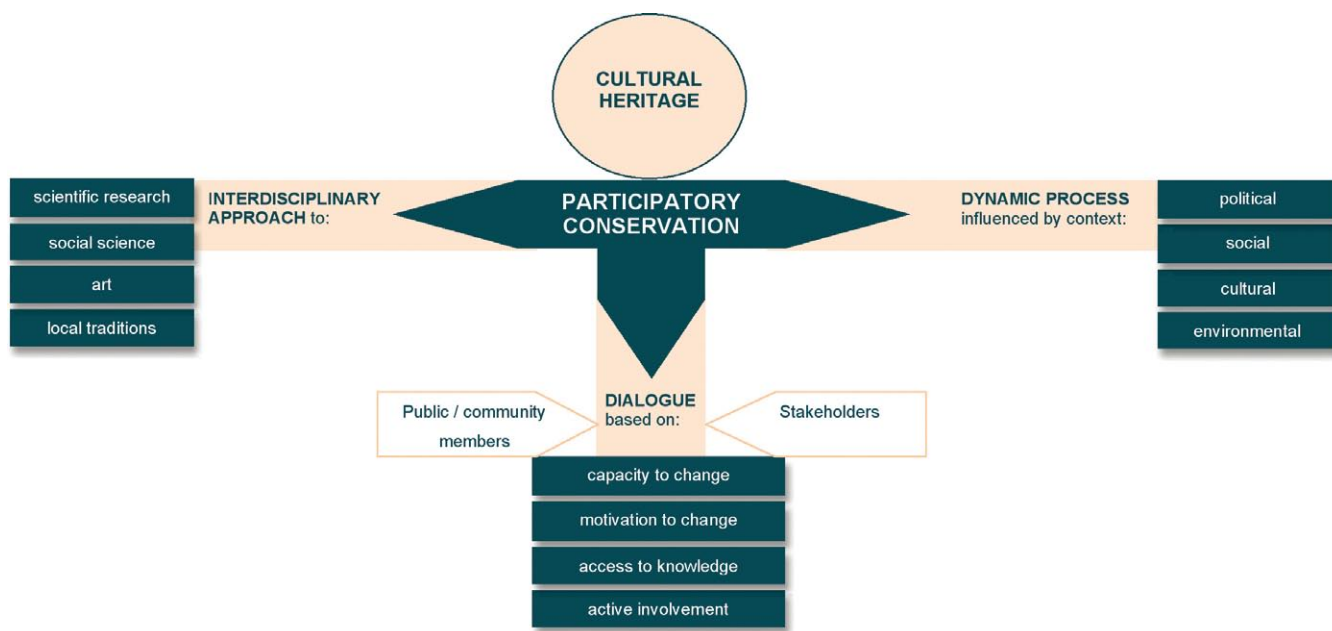 CULTURAL
HERITAGE
PARTICIPATORY
CONSERVATION
INTERDISCIPLINARY
APPROACH to:
scientific research
social science
art
local traditions
DYNAMIC PROCESS
influenced by context:
political
social
cultural
environmental
DIALOGUE
based on:
Public / community
members
Stakeholders
capacity to change
motivation to change
access to knowledge
active involvement